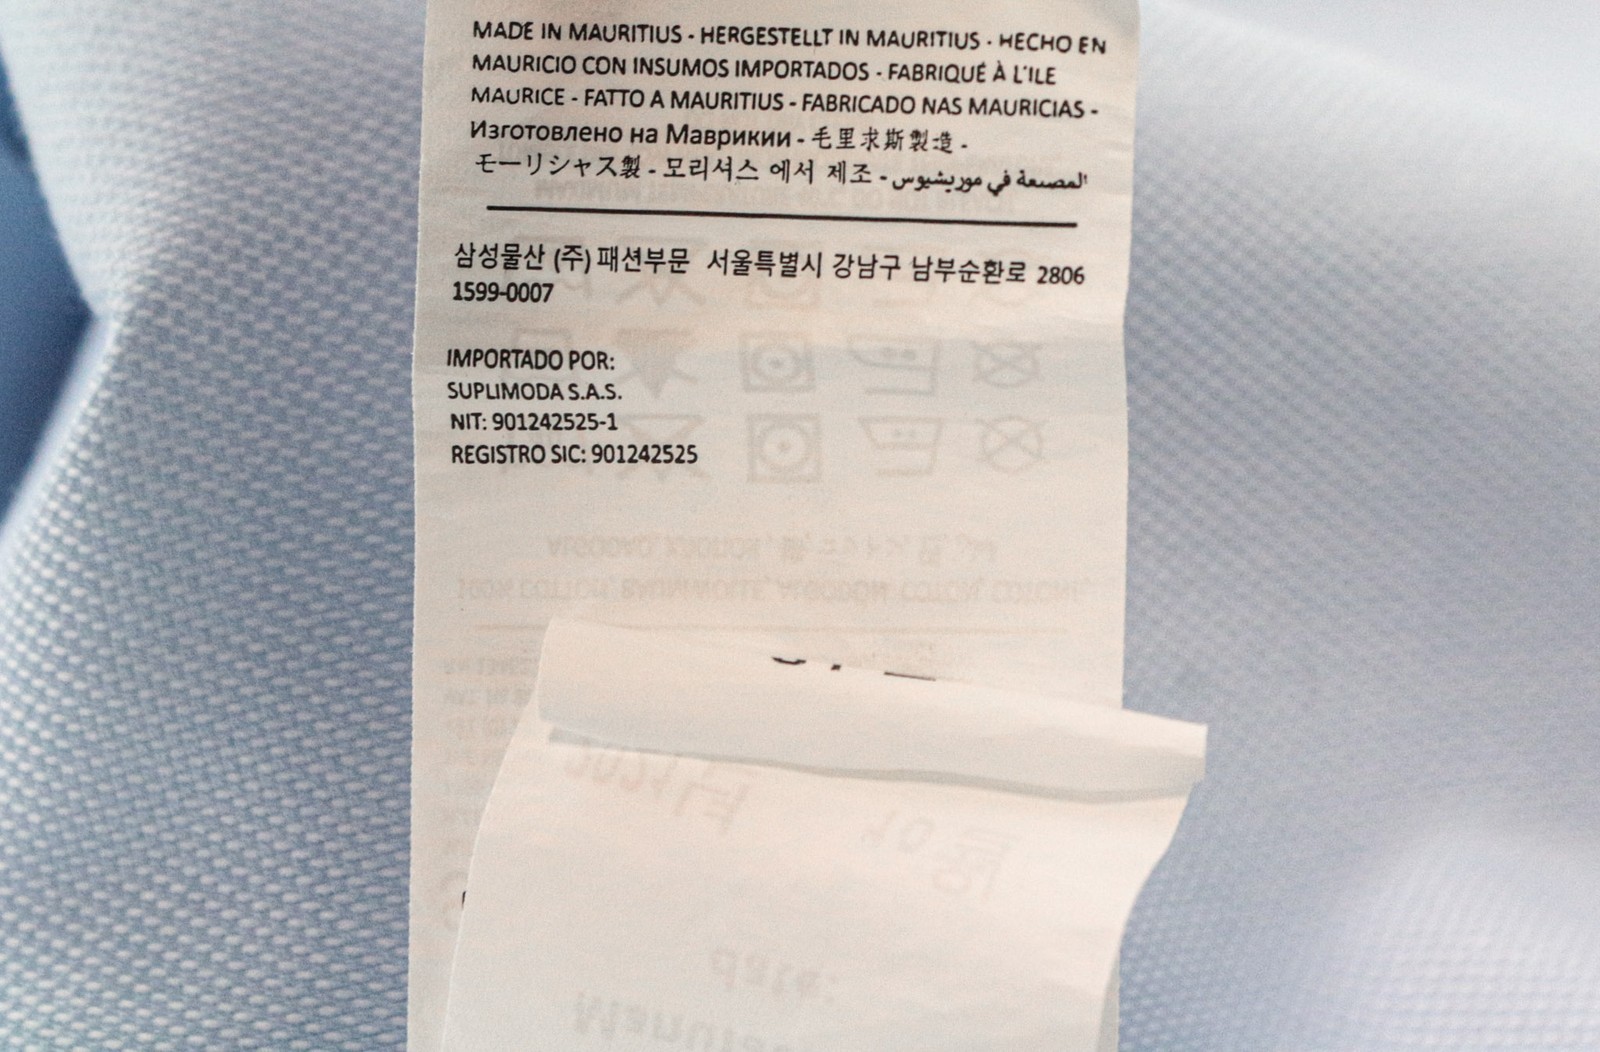 MADE IN MAURITIUS - HERGESTELLT IN MAURITIUS - HECHO EN
MAURICIO CON INSUMOS IMPORTADOS - FABRIQUÉ À L'ILE
MAURICE - FATTO A MAURITIUS - FABRICADO NAS MAURICIAS -
Изготовлено на Маврикии - 毛里求斯製造 -
モーリシャス製 - 모리셔스 에서 제조 - المصنعة في موريشيوس
삼성물산 (주) 패션부문 서울특별시 강남구 남부순환로 2806
1599-0007
IMPORTADO POR:
SUPLIMODA S.A.S.
NIT: 901242525-1
REGISTRO SIC: 901242525